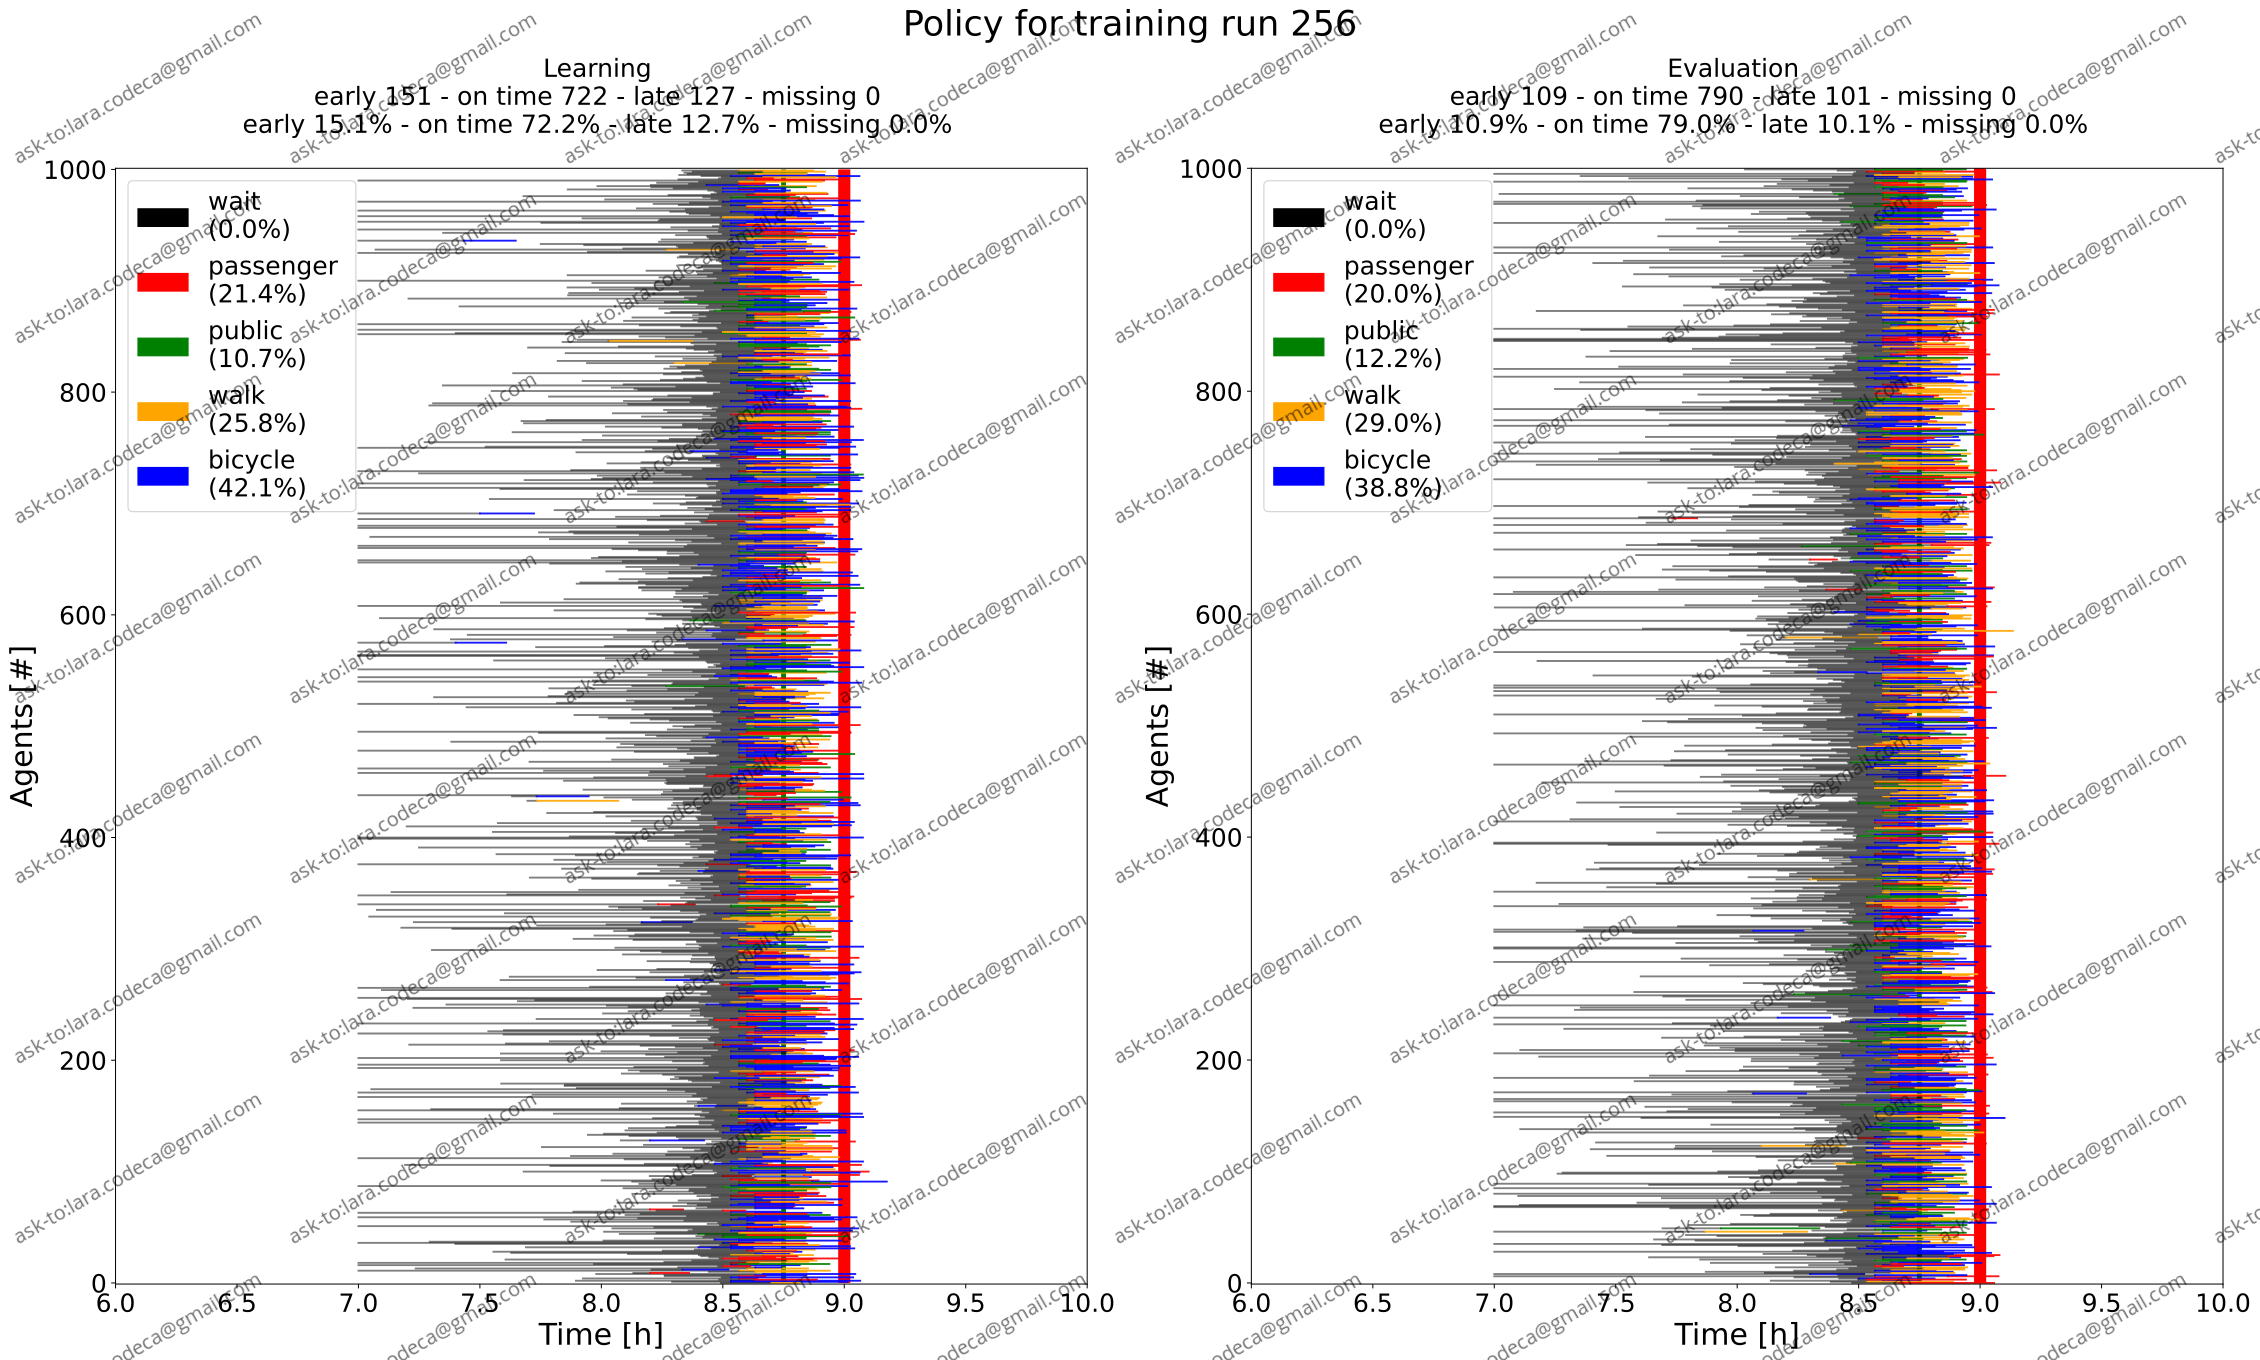 Policy for training run 256
Learning
early 151 - on time 722 - late 127 - missing 0
early 15.1% - on time 72.2% - late 12.7% - missing 0.0%
1000
800
600
400
200
0
Agents [#]
wait
(0.0%)
passenger
(21.4%)
public
(10.7%)
walk
(25.8%)
bicycle
(42.1%)
6.0 6.5 7.0 7.5 8.0 8.5 9.0 9.5 10.0
Time [h]
Evaluation
early 109 - on time 790 - late 101 - missing 0
early 10.9% - on time 79.0% - late 10.1% - missing 0.0%
1000
800
600
400
200
0
Agents [#]
wait
(0.0%)
passenger
(20.0%)
public
(12.2%)
walk
(29.0%)
bicycle
(38.8%)
6.0 6.5 7.0 7.5 8.0 8.5 9.0 9.5 10.0
Time [h]
ask-to:lara.codeca@gmail.com